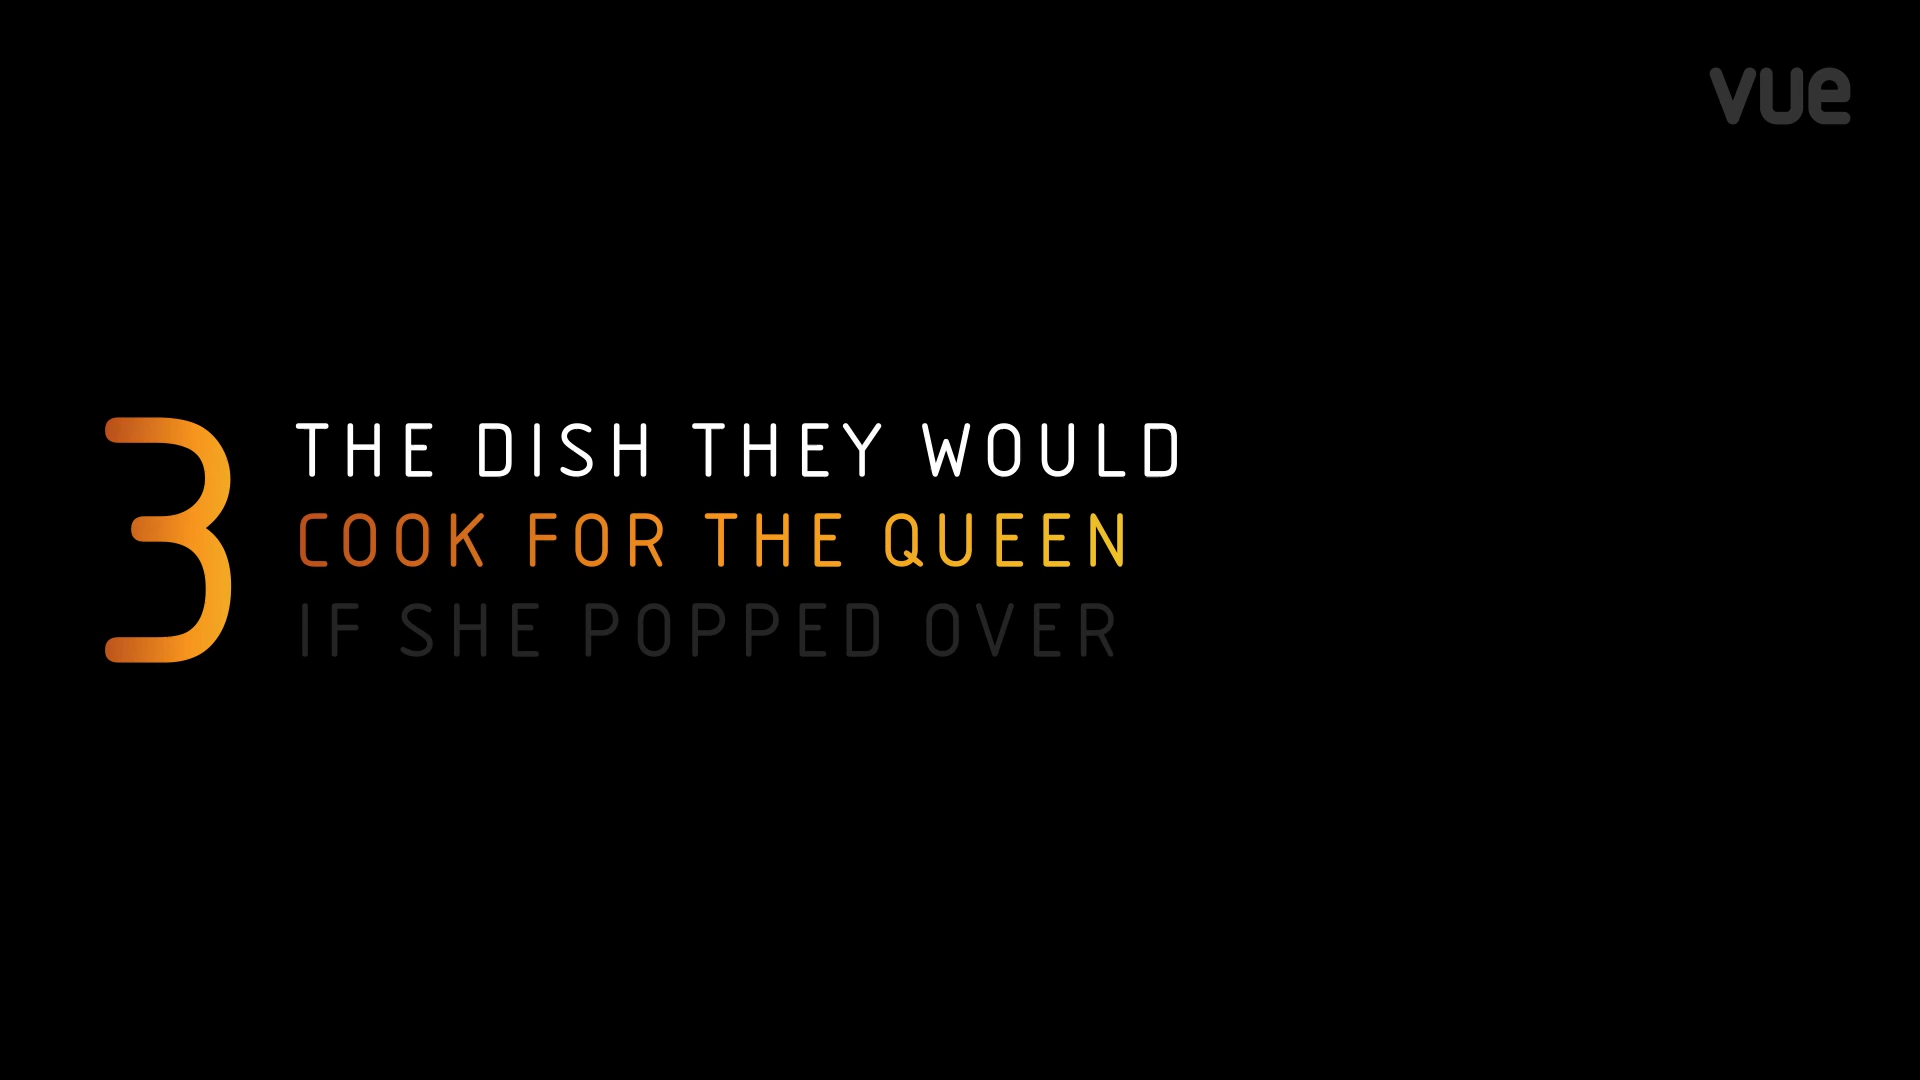 vue
3
THE DISH THEY WOULD
COOK FOR THE QUEEN
IF SHE POPPED OVER